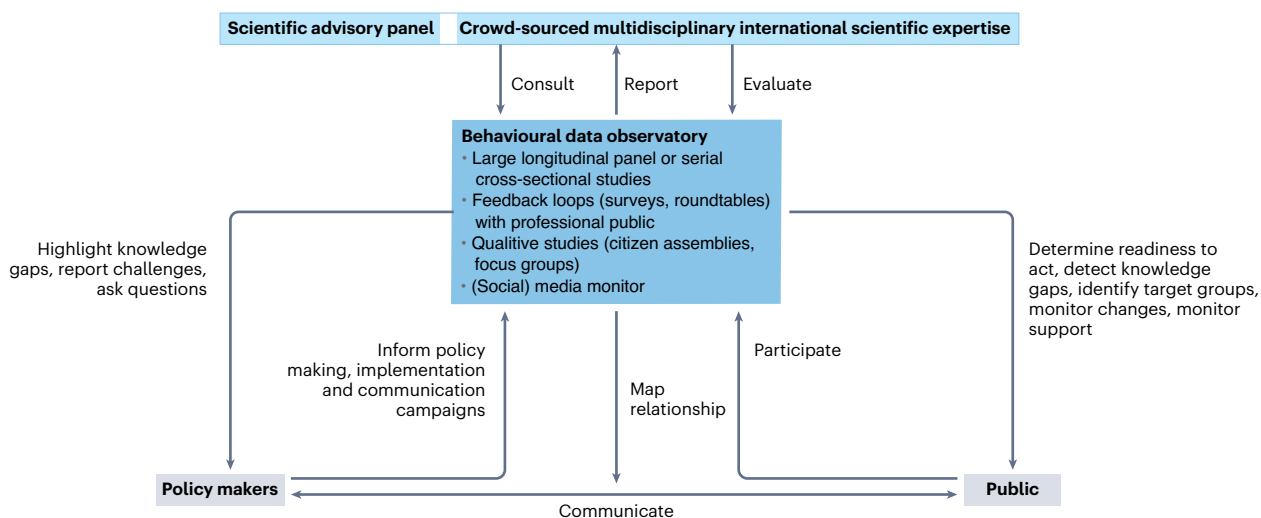 Scientific advisory panel
Crowd-sourced multidisciplinary international scientific expertise
Consult
Report
Evaluate
Behavioural data observatory
• Large longitudinal panel or serial
cross-sectional studies
• Feedback loops (surveys, roundtables)
with professional public
• Qualitive studies (citizen assemblies,
focus groups)
• (Social) media monitor
Highlight knowledge
gaps, report challenges,
ask questions
Determine readiness to
act, detect knowledge
gaps, identify target groups,
monitor changes, monitor
support
Inform policy
making, implementation
and communication
campaigns
Map
relationship
Participate
Policy makers
Public
Communicate